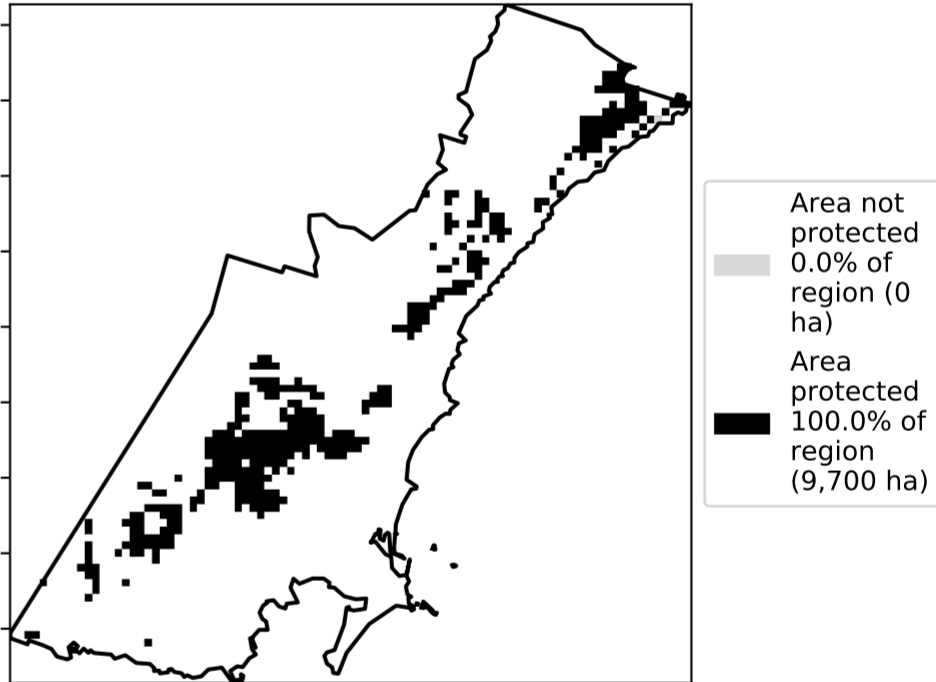 Area not
protected
0.0% of
region (0
ha)
Area
protected
100.0% of
region
(9,700 ha)